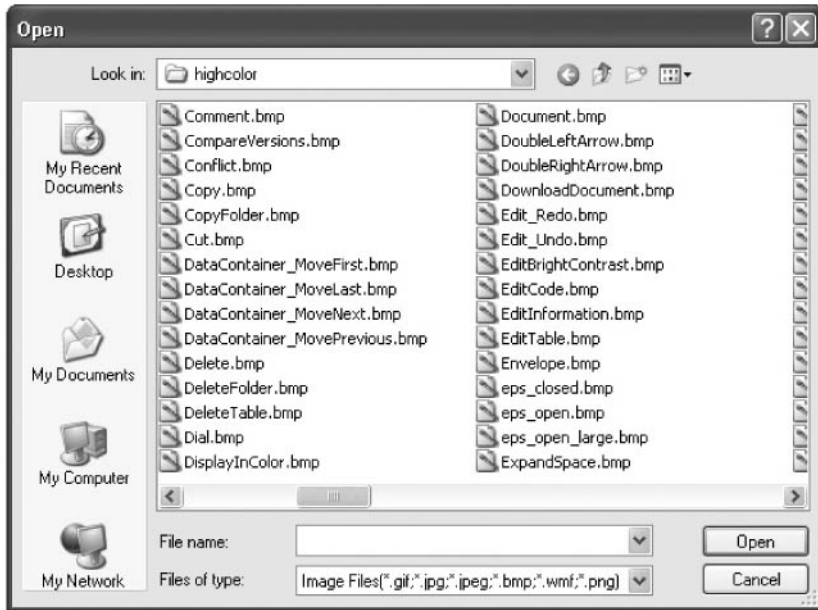 Open
Look in: highcolor
My Recent
Documents
Desktop
My Documents
My Computer
My Network
Comment.bmp
CompareVersions.bmp
Conflict.bmp
Copy.bmp
CopyFolder.bmp
Cut.bmp
DataContainer_MoveFirst.bmp
DataContainer_MoveLast.bmp
DataContainer_MoveNext.bmp
DataContainer_MovePrevious.bmp
Delete.bmp
DeleteFolder.bmp
DeleteTable.bmp
Dial.bmp
DisplayInColor.bmp
Document.bmp
DoubleLeftArrow.bmp
DoubleRightArrow.bmp
DownloadDocument.bmp
Edit_Redo.bmp
Edit_Undo.bmp
EditBrightContrast.bmp
EditCode.bmp
EditInformation.bmp
EditTable.bmp
Envelope.bmp
eps_closed.bmp
eps_open.bmp
eps_open_large.bmp
ExpandSpace.bmp
File name:
Open
Files of type: Image Files(*.gif;*.jpg;*.jpeg;*.bmp;*.wmf;*.png)
Cancel